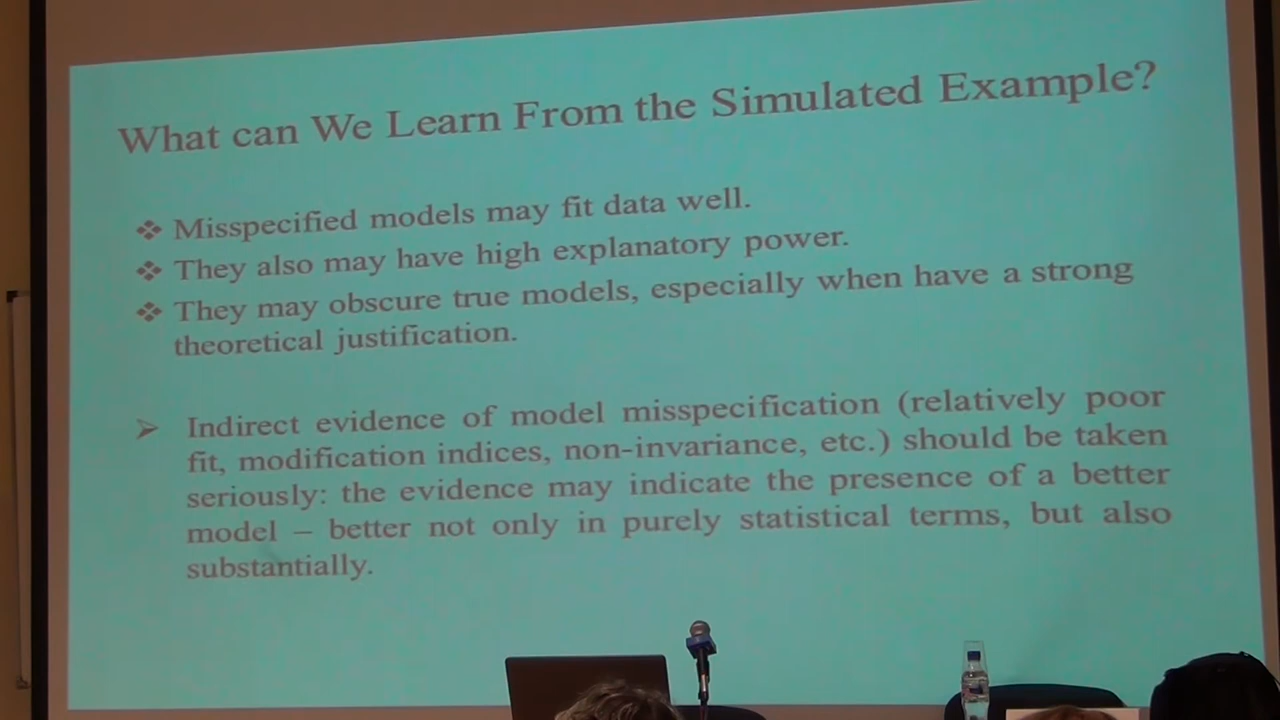 What can We Learn From the Simulated Example?
❖ Misspecified models may fit data well.
❖ They also may have high explanatory power.
❖ They may obscure true models, especially when have a strong
theoretical justification.
➢ Indirect evidence of model misspecification (relatively poor
fit, modification indices, non-invariance, etc.) should be taken
seriously: the evidence may indicate the presence of a better
model – better not only in purely statistical terms, but also
substantially.